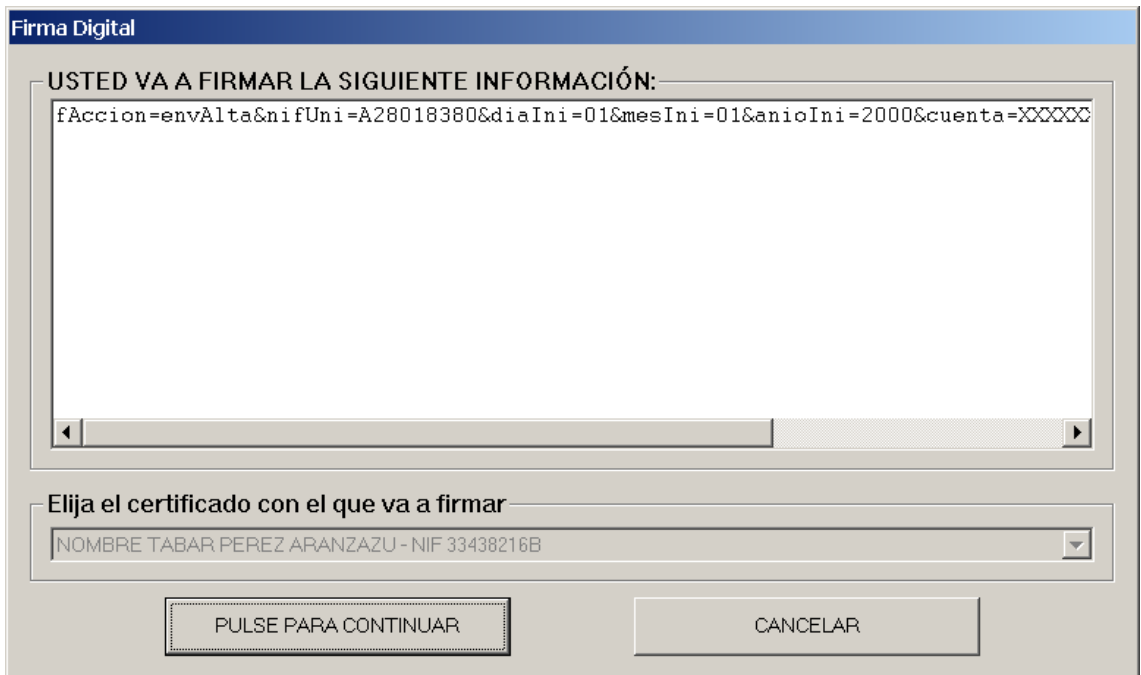 Firma Digital
USTED VA A FIRMAR LA SIGUIENTE INFORMACIÓN:
fAccion=envAlta&nifUni=A28018380&diaIni=01&mesIni=01&anioIni=2000&cuenta=XXXXXX
Elija el certificado con el que va a firmar
NOMBRE TABAR PEREZ ARANZAZU - NIF 33438216B
PULSE PARA CONTINUAR
CANCELAR